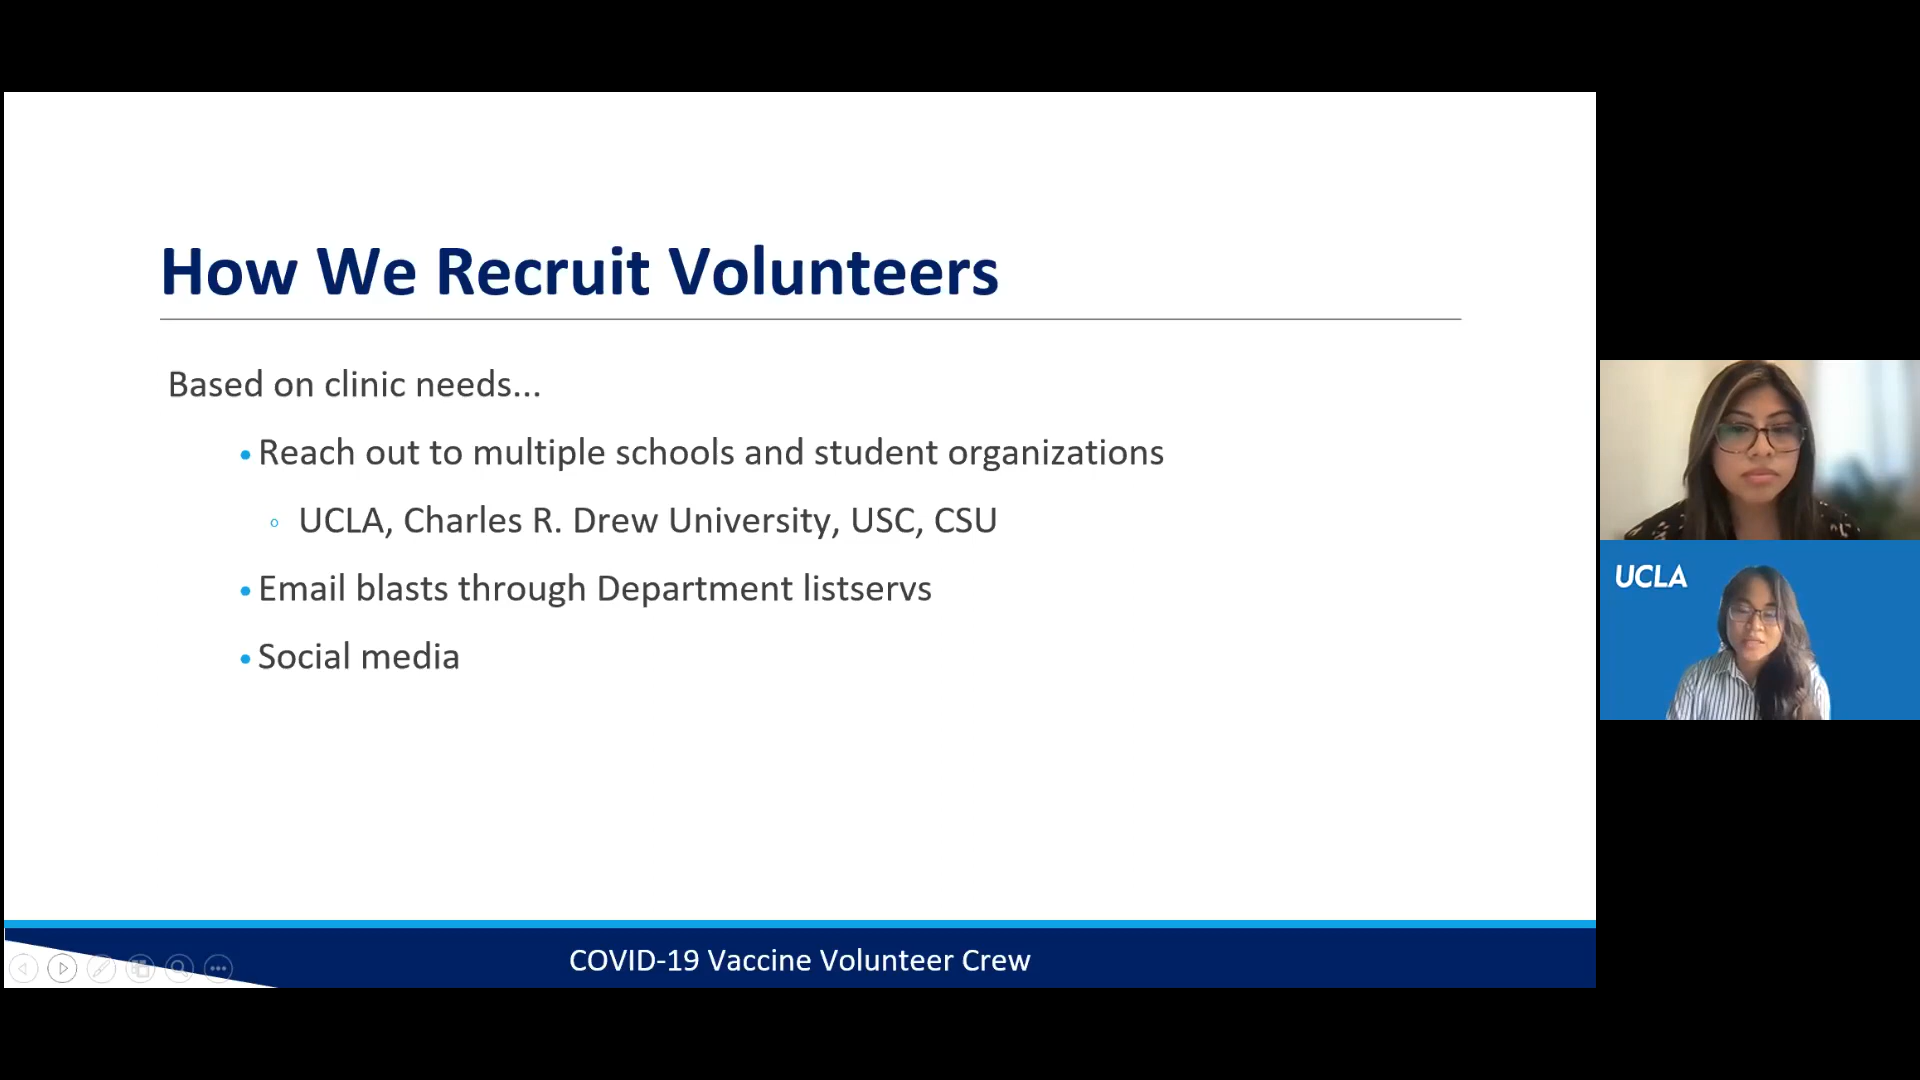 How We Recruit Volunteers
Based on clinic needs...
Reach out to multiple schools and student organizations
UCLA, Charles R. Drew University, USC, CSU
Email blasts through Department listservs
Social media
COVID-19 Vaccine Volunteer Crew
UCLA